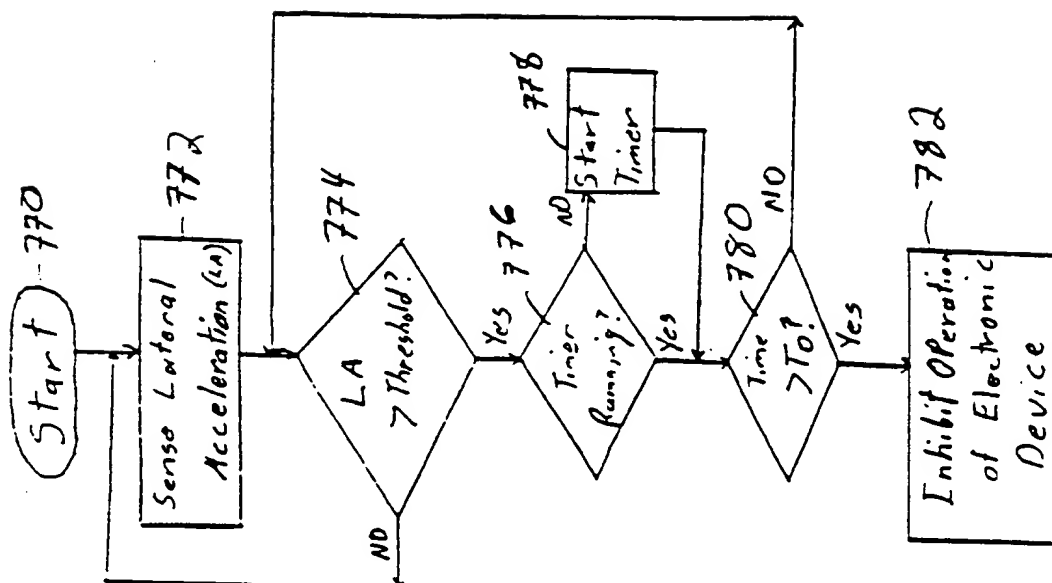 Start
770
Sense Lateral
Acceleration (LA)
772
LA
> Threshold?
774
NO
Yes
Timer
Running?
776
NO
Start
Timer
778
Yes
Time
> To?
780
NO
Yes
Inhibit OPeration
of Electronic
Device
782